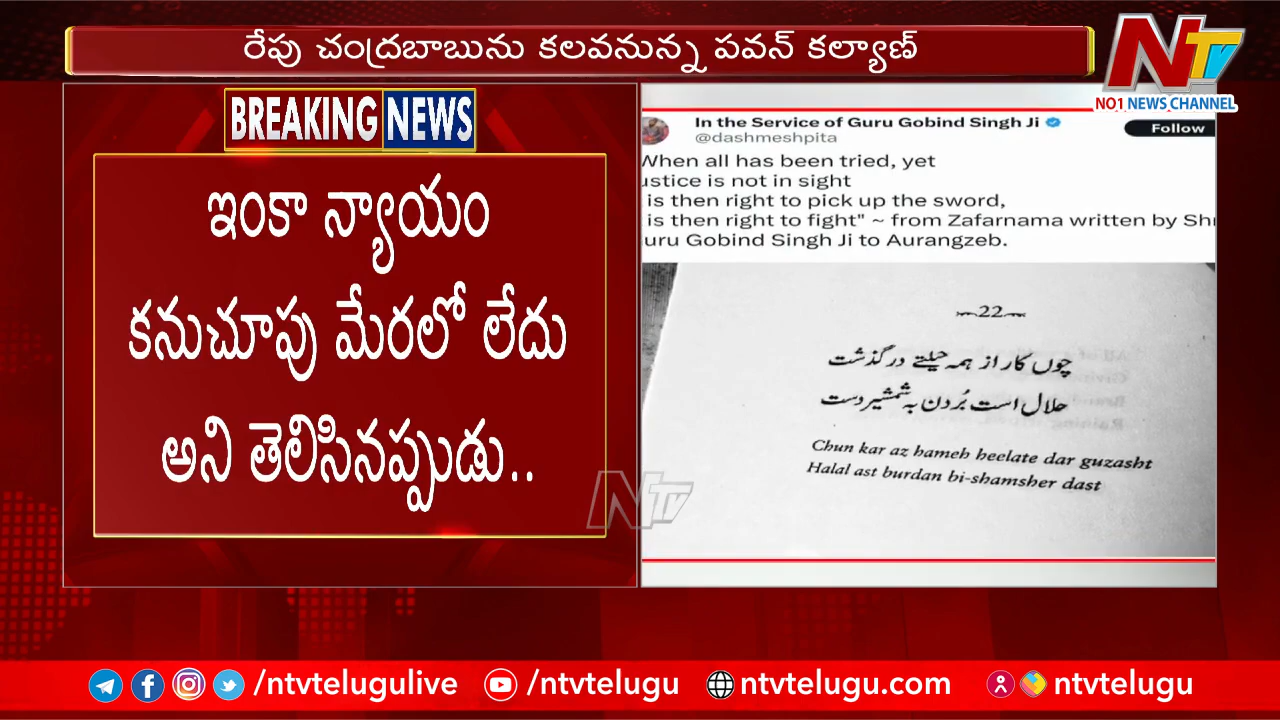 రేపు చంద్రబాబును కలవనున్న పవన్ కల్యాణ్
NTV
NO1 NEWS CHANNEL
BREAKING NEWS
ఇంకా న్యాయం
కనుచూపు మేరలో లేదు
అని తెలిసినప్పుడు..
In the Service of Guru Gobind Singh Ji
@dashmeshpita
Follow
When all has been tried, yet
ustice is not in sight
is then right to pick up the sword,
is then right to fight" ~ from Zafarnama written by Shr
uru Gobind Singh Ji to Aurangzeb.
22
چوں کار از ہمہ حیلتے در گذشت
حلال است بُردن بہ شمشیر دست
Chun kar az hameh heelate dar guzasht
Halal ast burdan bi-shamsher dast
NTV
/ntvtelugulive
/ntvtelugu
ntvtelugu.com
ntvtelugu